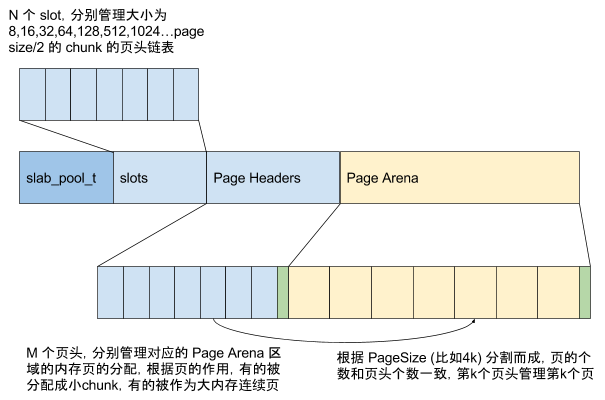 N 个 slot, 分别管理大小为
8,16,32,64,128,512,1024…page
size/2 的 chunk 的页头链表
slab_pool_t
slots
Page Headers
Page Arena
M 个页头, 分别管理对应的 Page Arena 区
域的内存页的分配, 根据页的作用, 有的被
分配成小chunk, 有的被作为大内存连续页
根据 PageSize (比如4k) 分割而成, 页的个
数和页头个数一致, 第k个页头管理第k个页